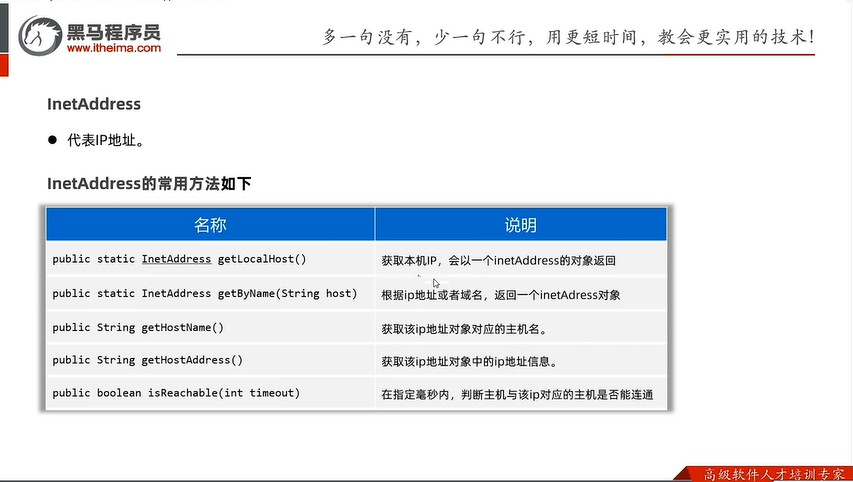 黑马程序员
www.itheima.com
多一句没有，少一句不行，用更短时间，教会更实用的技术！
InetAddress
● 代表IP地址。
InetAddress的常用方法如下
名称 说明
public static InetAddress getLocalHost() 获取本机IP，会以一个inetAddress的对象返回
public static InetAddress getByName(String host) 根据ip地址或者域名，返回一个inetAdress对象
public String getHostName() 获取该ip地址对象对应的主机名。
public String getHostAddress() 获取该ip地址对象中的ip地址信息。
public boolean isReachable(int timeout) 在指定毫秒内，判断主机与该ip对应的主机是否能连通
高级软件人才培训专家